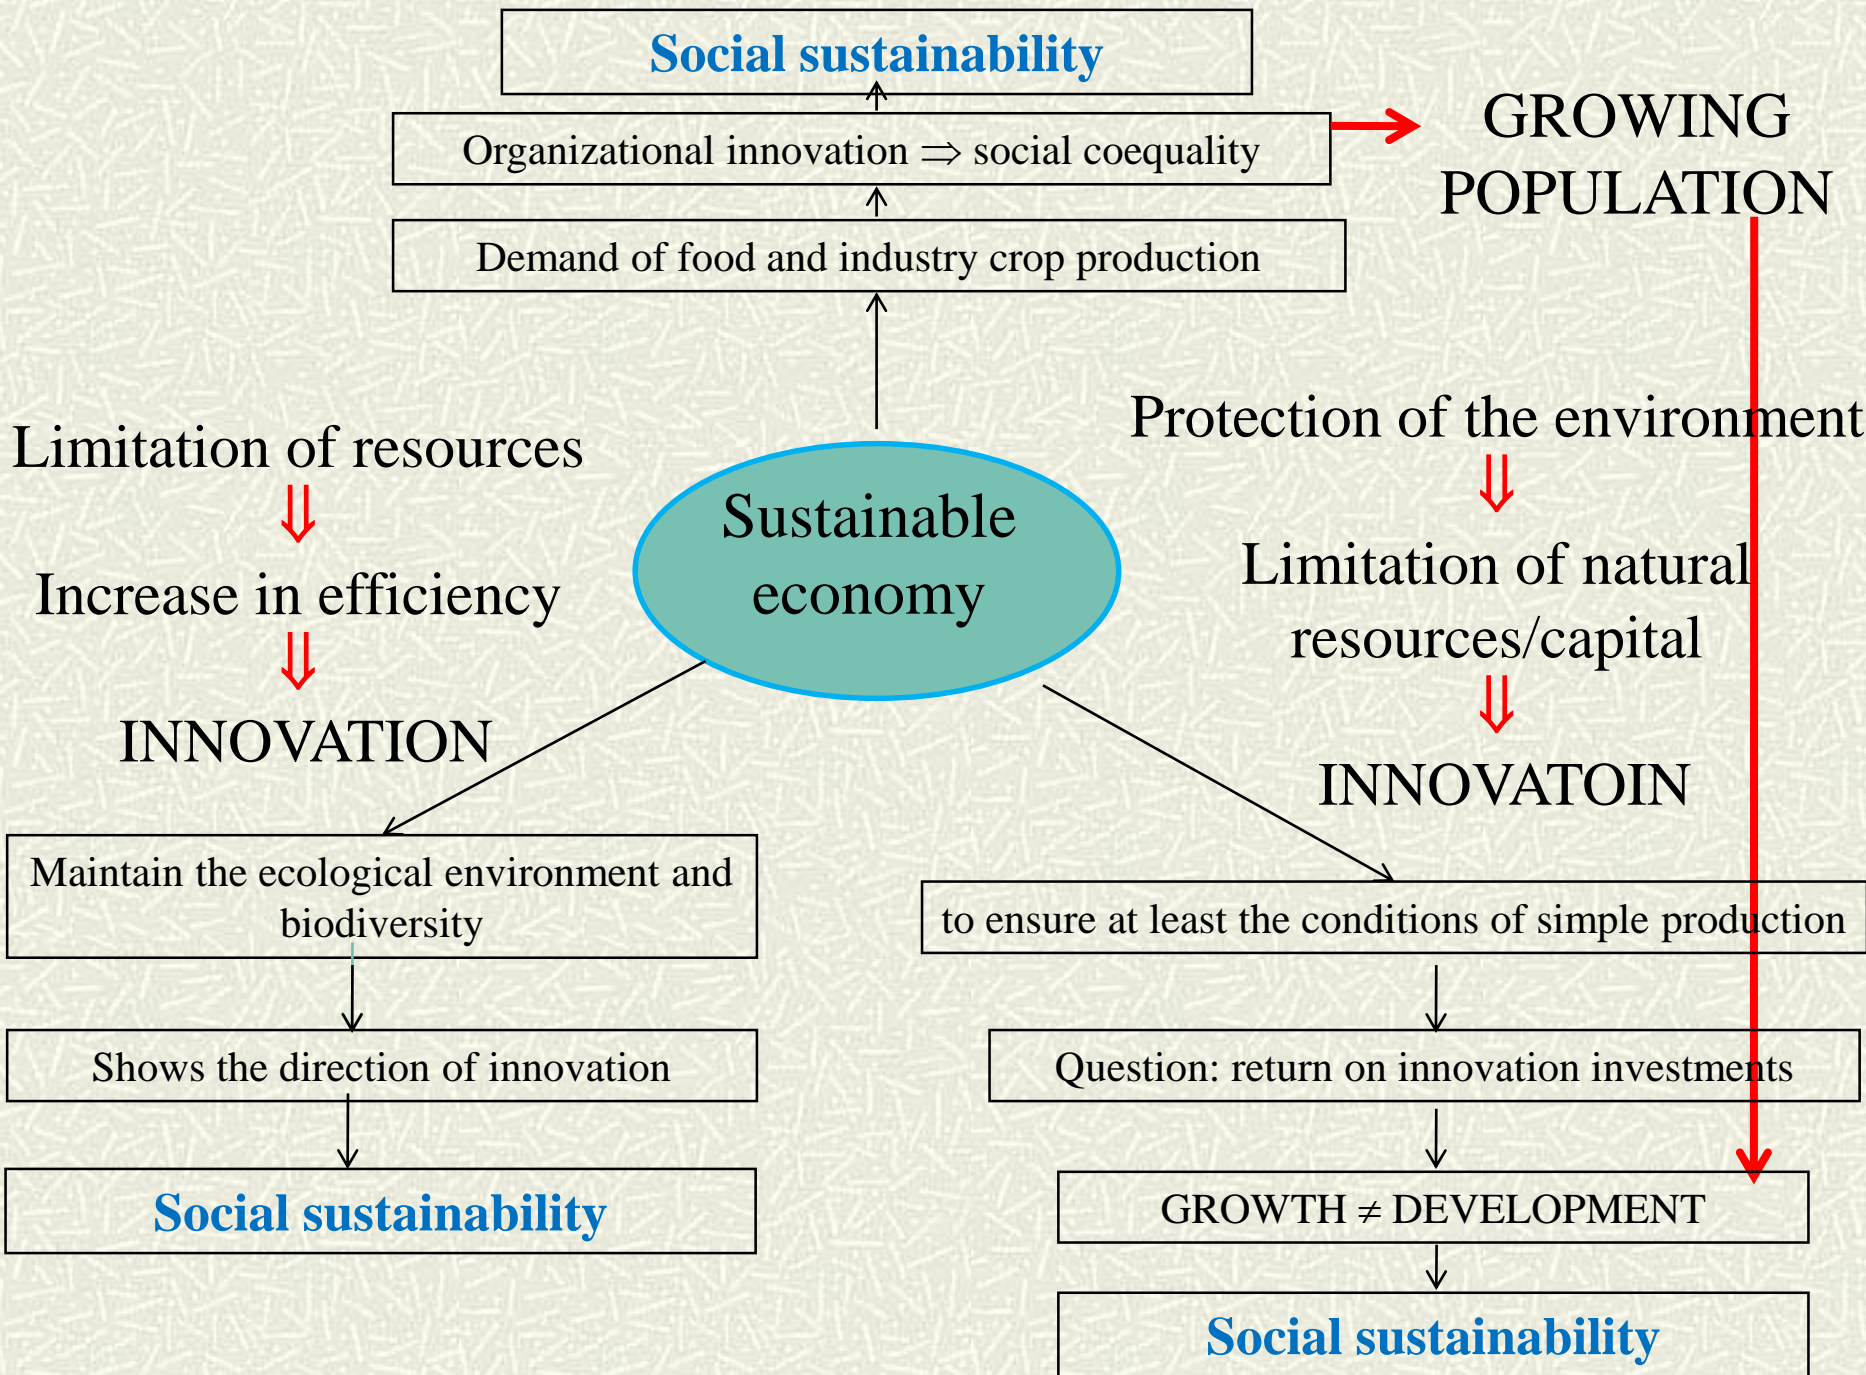 Social sustainability
Organizational innovation ⇒ social coequality
GROWING
POPULATION
Demand of food and industry crop production
Limitation of resources
⇓
Increase in efficiency
⇓
INNOVATION
Sustainable
economy
Protection of the environment
⇓
Limitation of natural
resources/capital
⇓
INNOVATOIN
Maintain the ecological environment and
biodiversity
Shows the direction of innovation
Social sustainability
to ensure at least the conditions of simple production
Question: return on innovation investments
GROWTH ≠ DEVELOPMENT
Social sustainability